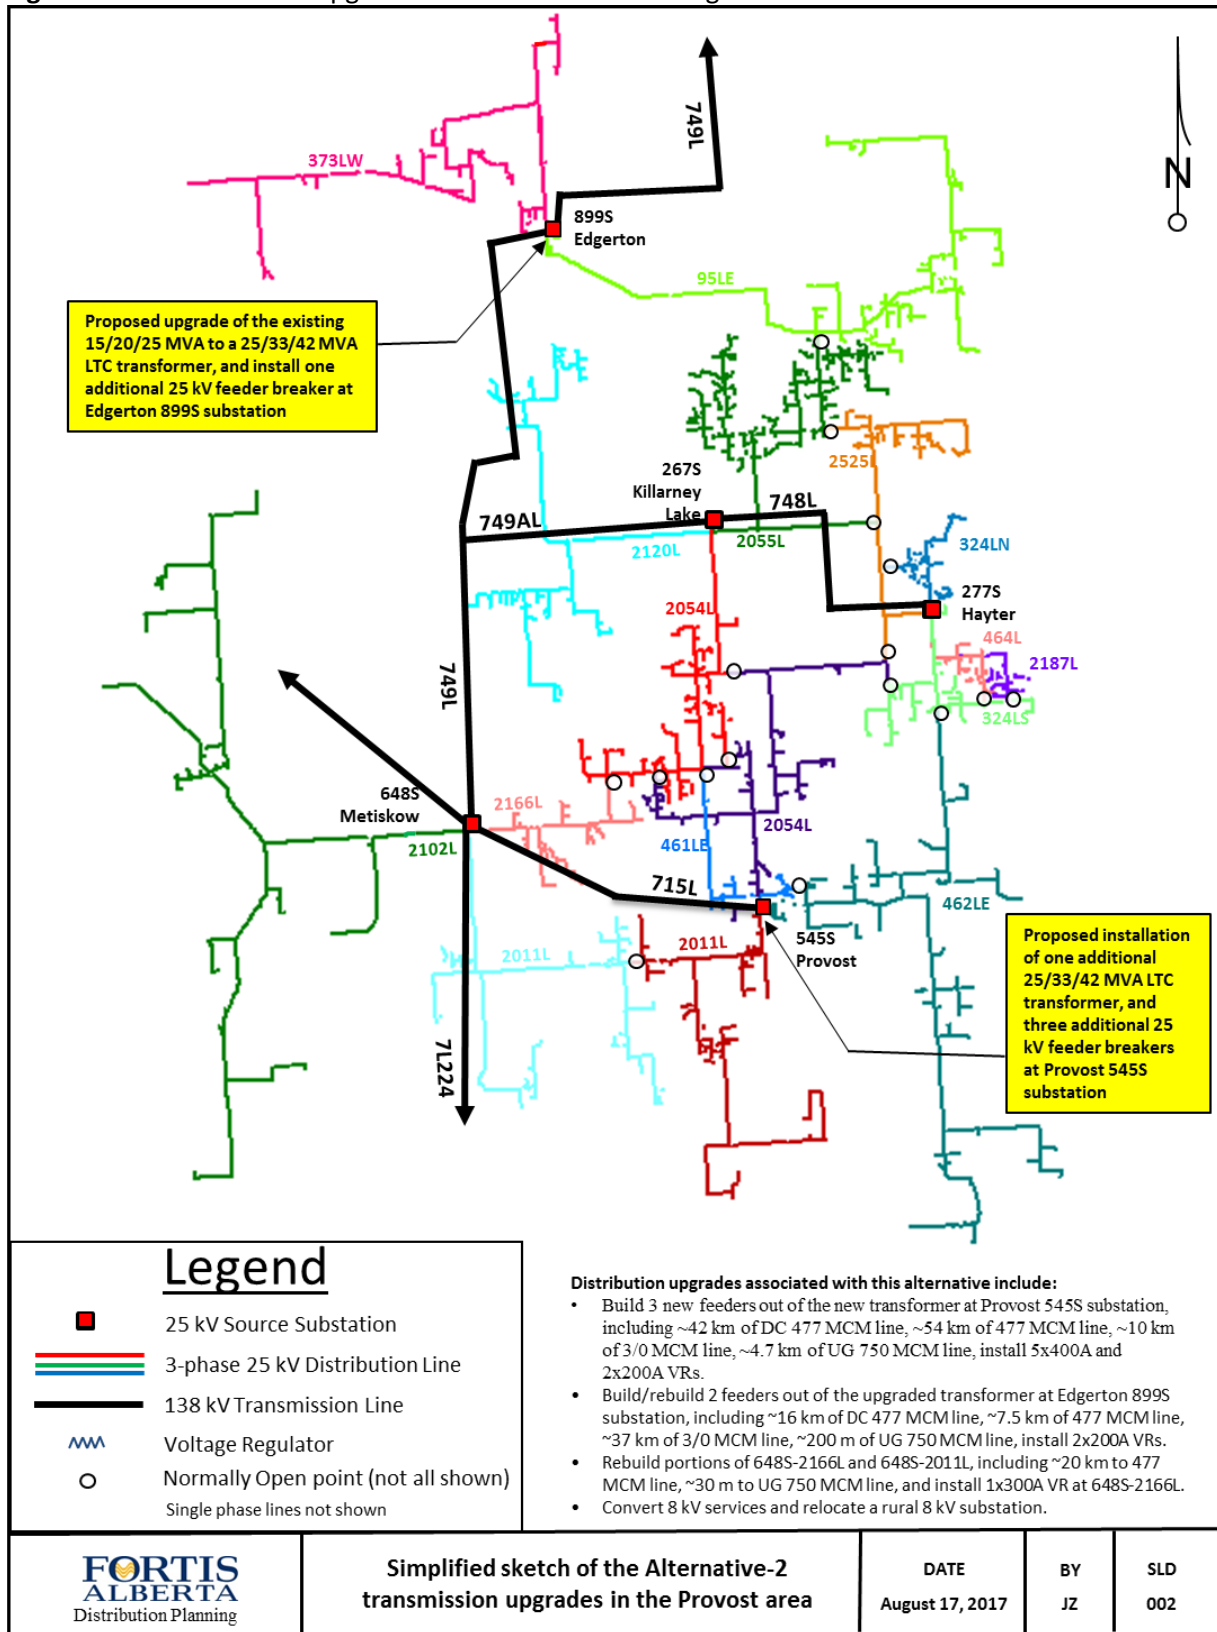 749L
373LW
N
899S
Edgerton
95LE
Proposed upgrade of the existing
15/20/25 MVA to a 25/33/42 MVA
LTC transformer, and install one
additional 25 kV feeder breaker at
Edgerton 899S substation
2525L
267S
Killarney
Lake
748L
749AL
2120L
2055L
324LN
277S
Hayter
2054L
464L
2187L
749L
324LS
648S
Metiskow
2166L
2054L
2102L
461LE
715L
462LE
2011L
2011L
545S
Provost
Proposed installation
of one additional
25/33/42 MVA LTC
transformer, and
three additional 25
kV feeder breakers
at Provost 545S
substation
7L224
Legend
25 kV Source Substation
3-phase 25 kV Distribution Line
138 kV Transmission Line
Voltage Regulator
Normally Open point (not all shown)
Single phase lines not shown
Distribution upgrades associated with this alternative include:
• Build 3 new feeders out of the new transformer at Provost 545S substation,
including ~42 km of DC 477 MCM line, ~54 km of 477 MCM line, ~10 km
of 3/0 MCM line, ~4.7 km of UG 750 MCM line, install 5x400A and
2x200A VRs.
• Build/rebuild 2 feeders out of the upgraded transformer at Edgerton 899S
substation, including ~16 km of DC 477 MCM line, ~7.5 km of 477 MCM line,
~37 km of 3/0 MCM line, ~200 m of UG 750 MCM line, install 2x200A VRs.
• Rebuild portions of 648S-2166L and 648S-2011L, including ~20 km to 477
MCM line, ~30 m to UG 750 MCM line, and install 1x300A VR at 648S-2166L.
• Convert 8 kV services and relocate a rural 8 kV substation.
FORTIS
ALBERTA
Distribution Planning
Simplified sketch of the Alternative-2
transmission upgrades in the Provost area
DATE
August 17, 2017
BY
JZ
SLD
002